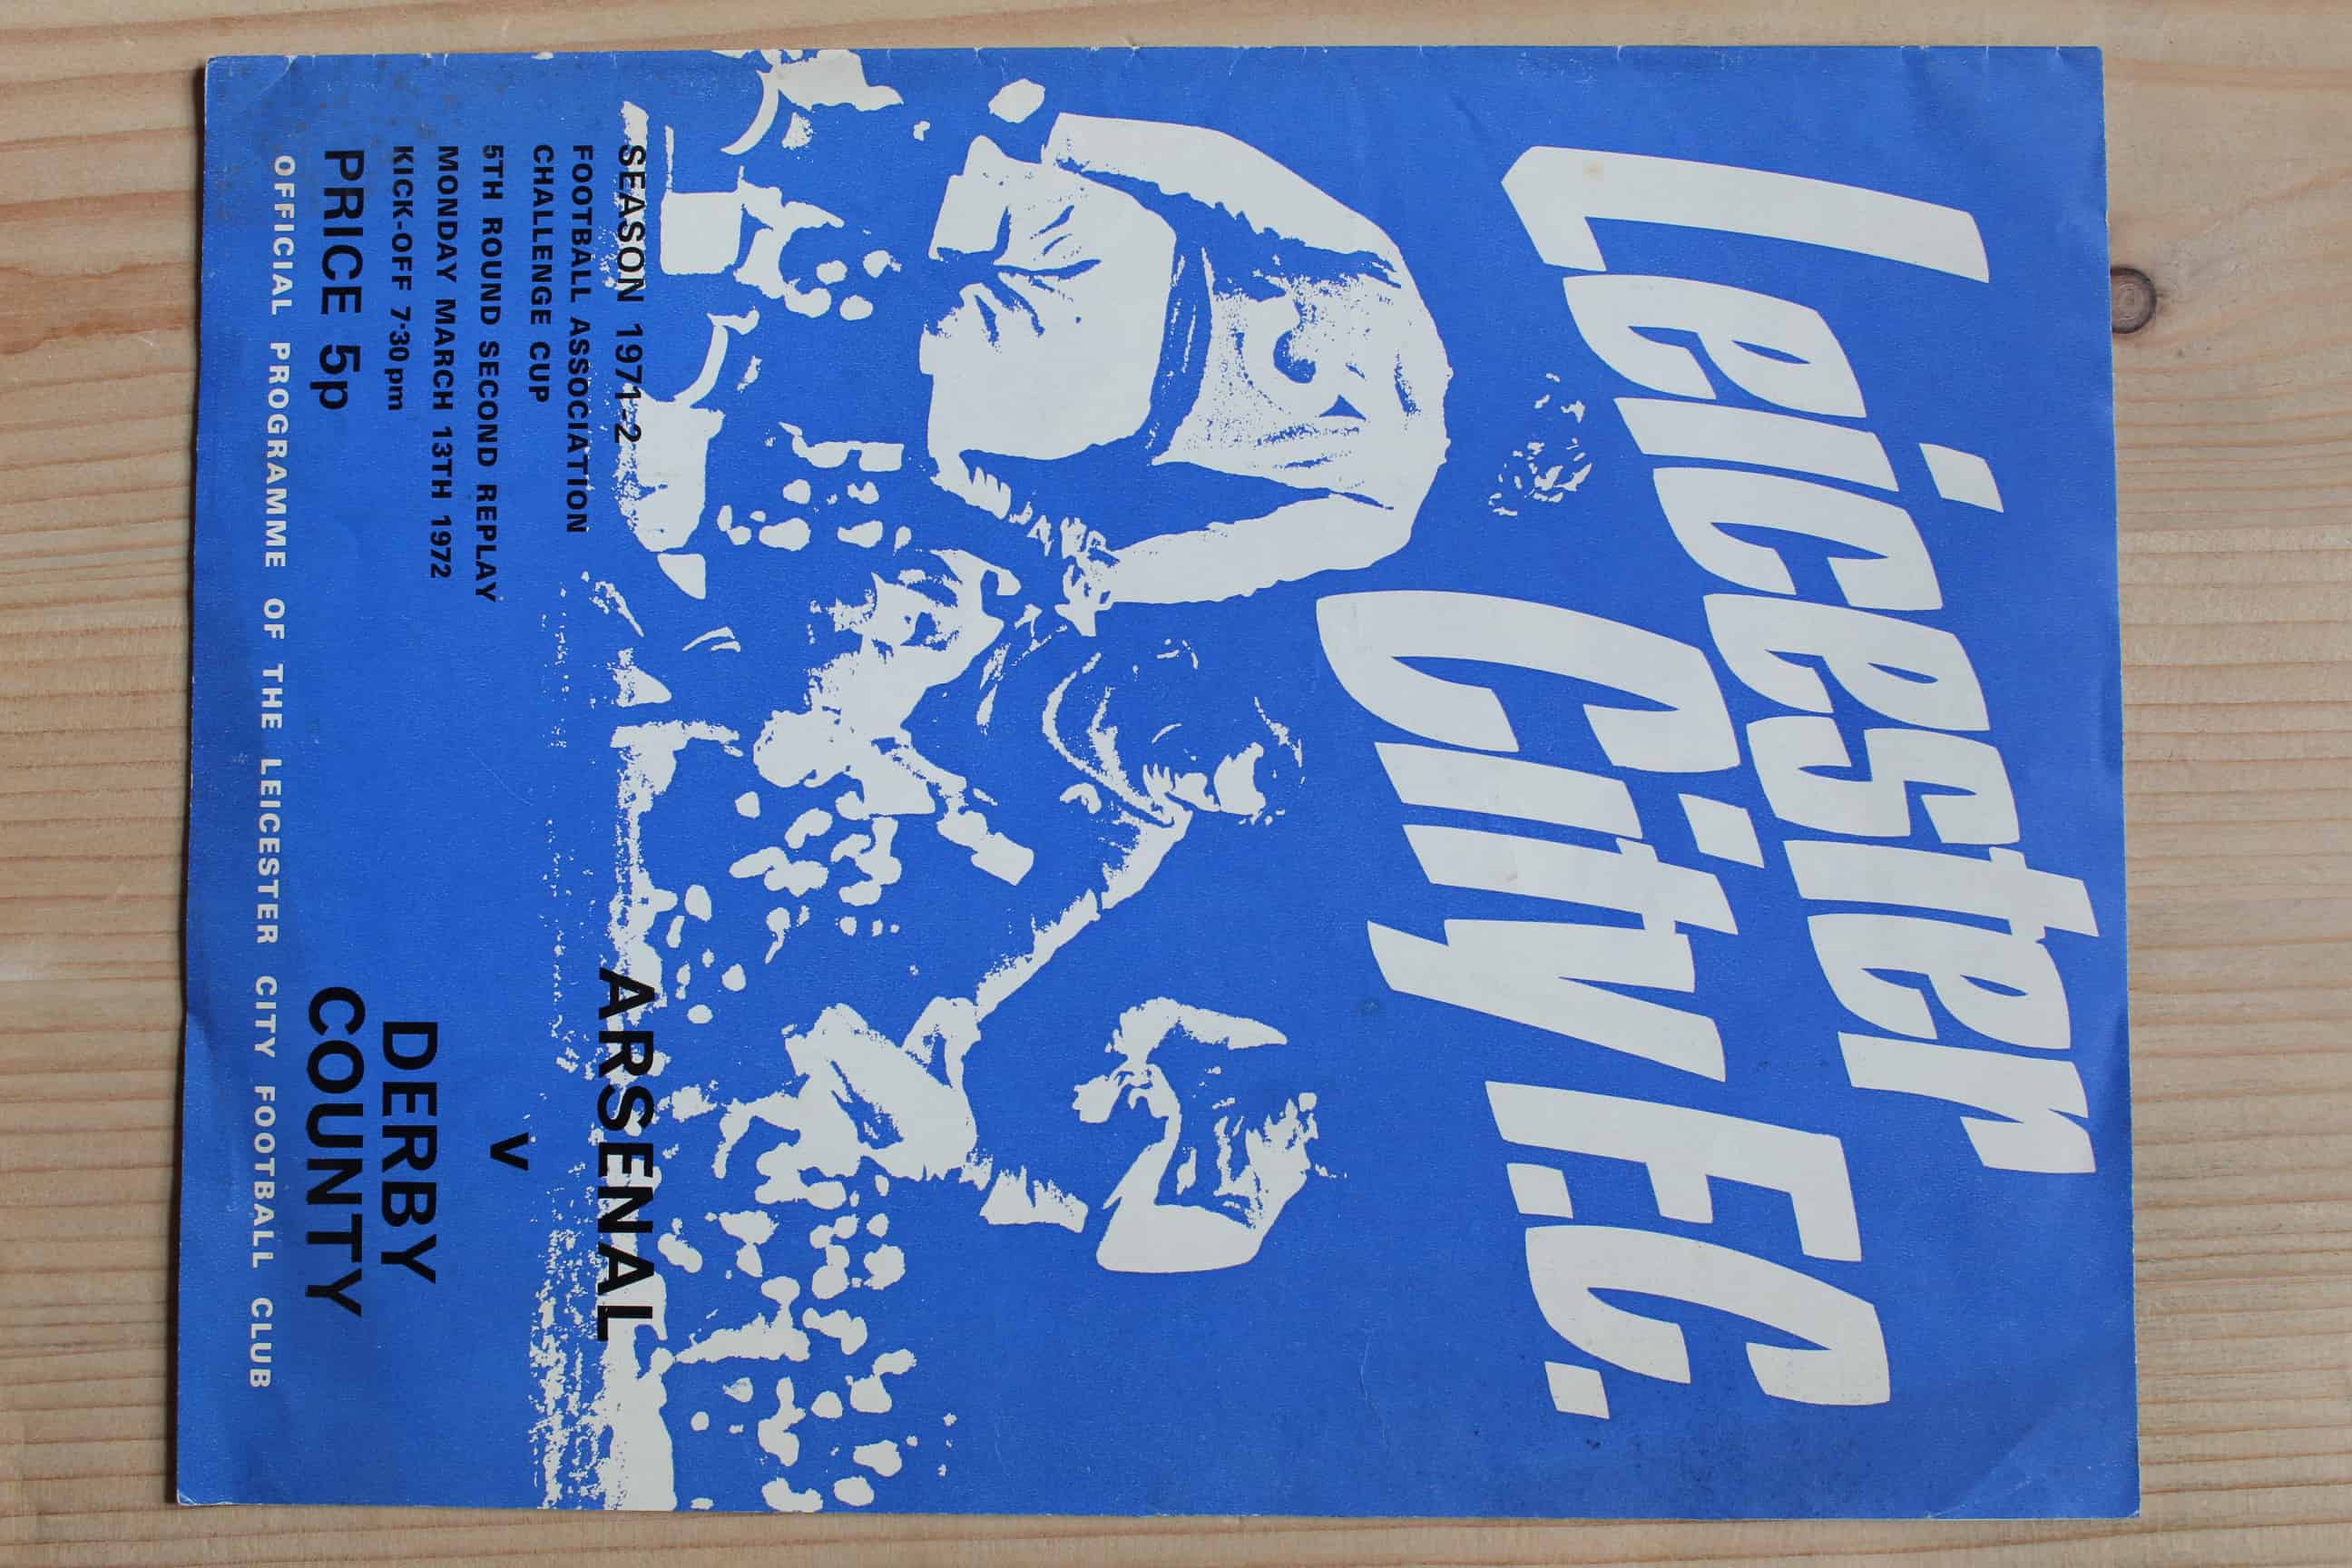 Leicester
City F.C.
SEASON 1971-2
FOOTBALL ASSOCIATION
CHALLENGE CUP
5TH ROUND SECOND REPLAY
MONDAY MARCH 13TH 1972
KICK-OFF 7·30pm
PRICE 5p
ARSENAL
v
DERBY
COUNTY
OFFICIAL PROGRAMME OF THE LEICESTER CITY FOOTBALL CLUB